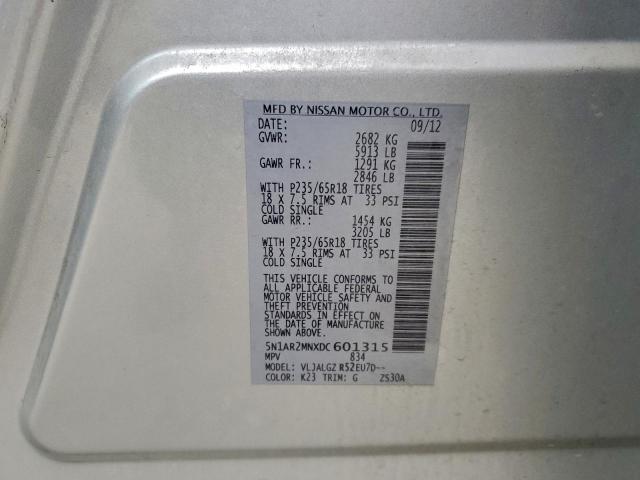 MFD BY NISSAN MOTOR CO., LTD.
DATE: 09/12
GVWR: 2682 KG
5913 LB
GAWR FR.: 1291 KG
2846 LB
WITH P235/65R18 TIRES
18 X 7.5 RIMS AT 33 PSI
COLD SINGLE
GAWR RR.: 1454 KG
3205 LB
WITH P235/65R18 TIRES
18 X 7.5 RIMS AT 33 PSI
COLD SINGLE
THIS VEHICLE CONFORMS TO
ALL APPLICABLE FEDERAL
MOTOR VEHICLE SAFETY AND
THEFT PREVENTION
STANDARDS IN EFFECT ON
THE DATE OF MANUFACTURE
SHOWN ABOVE.
5N1AR2MNXDC601315
MPV 834
MODEL: VLJALGZ R52EU7D--
COLOR: K23 TRIM: G ZS30A